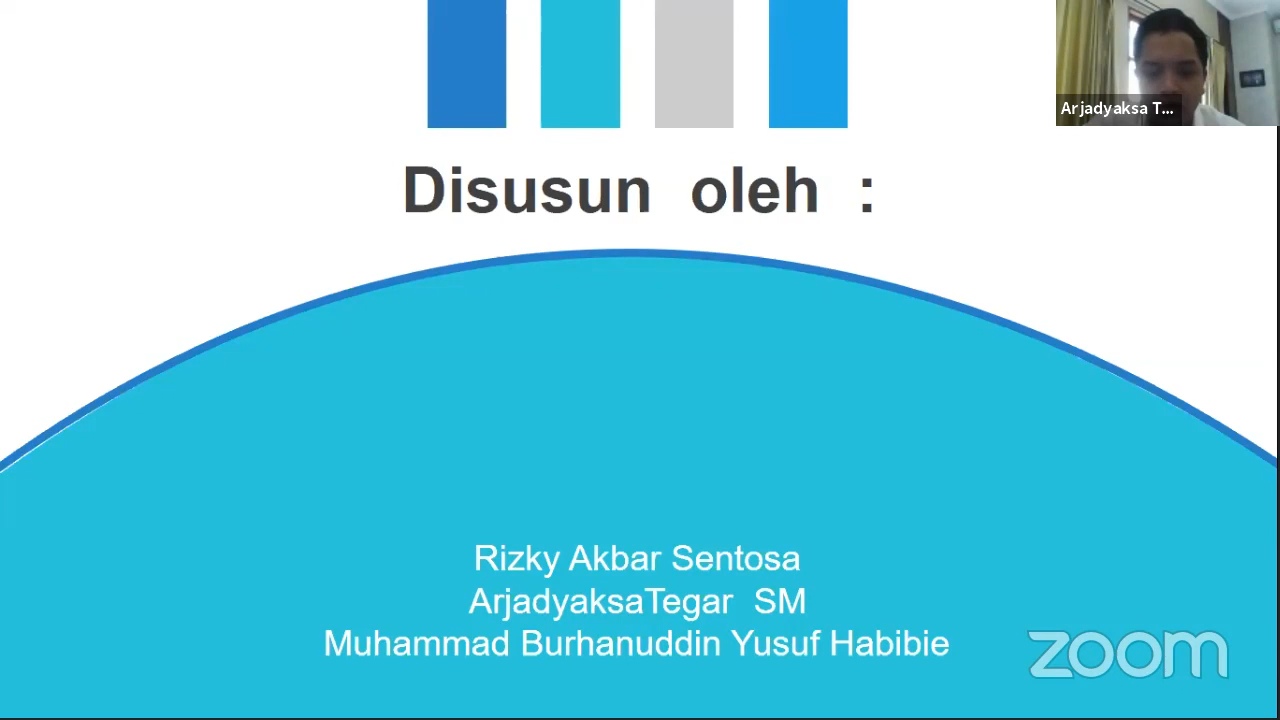 Arjadyaksa T...
Disusun oleh :
Rizky Akbar Sentosa
ArjadyaksaTegar SM
Muhammad Burhanuddin Yusuf Habibie
zoom